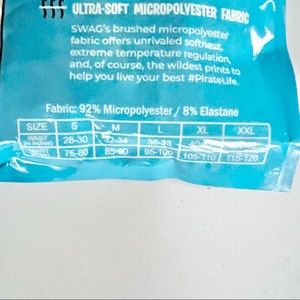 ULTRA-SOFT MICROPOLYESTER FABRIC
SWAG's brushed micropolyester
fabric offers unrivaled softness,
extreme temperature regulation,
and, of course, the wildest prints to
help you live your best #PirateLife.
Fabric: 92% Micropolyester / 8% Elastane
SIZE S M L XL XXL
WAIST (in inches) 28-30 32-34 36-38
75-80 85-90 95-100 105-110 115-120